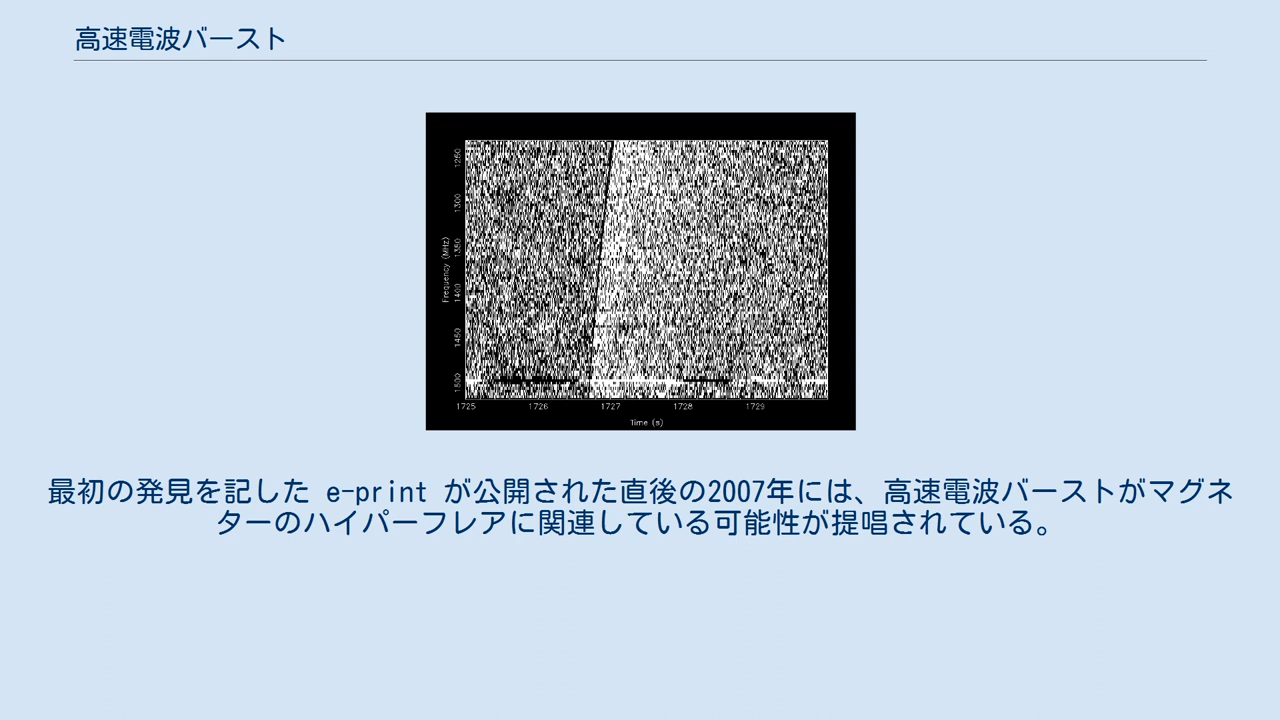 高速電波バースト
1250
1300
1350
1400
1450
1500
Frequency (MHz)
1725 1726 1727 1728 1729
Time (s)
最初の発見を記した e-print が公開された直後の2007年には、高速電波バーストがマグネ
ターのハイパーフレアに関連している可能性が提唱されている。